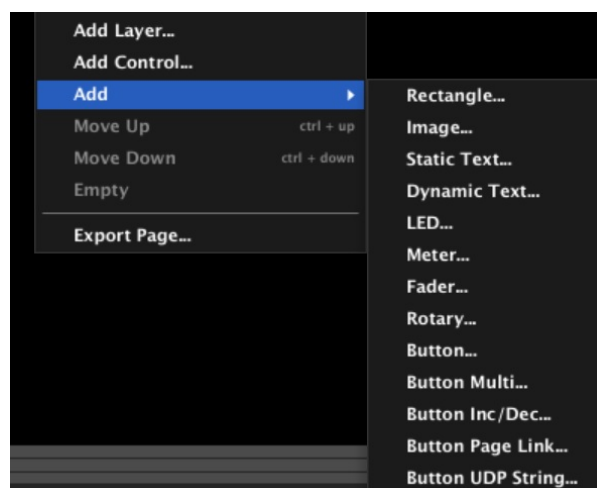 Add Layer...
Add Control...
Add
Move Up ctrl + up
Move Down ctrl + down
Empty
Export Page...
Rectangle...
Image...
Static Text...
Dynamic Text...
LED...
Meter...
Fader...
Rotary...
Button...
Button Multi...
Button Inc/Dec...
Button Page Link...
Button UDP String...